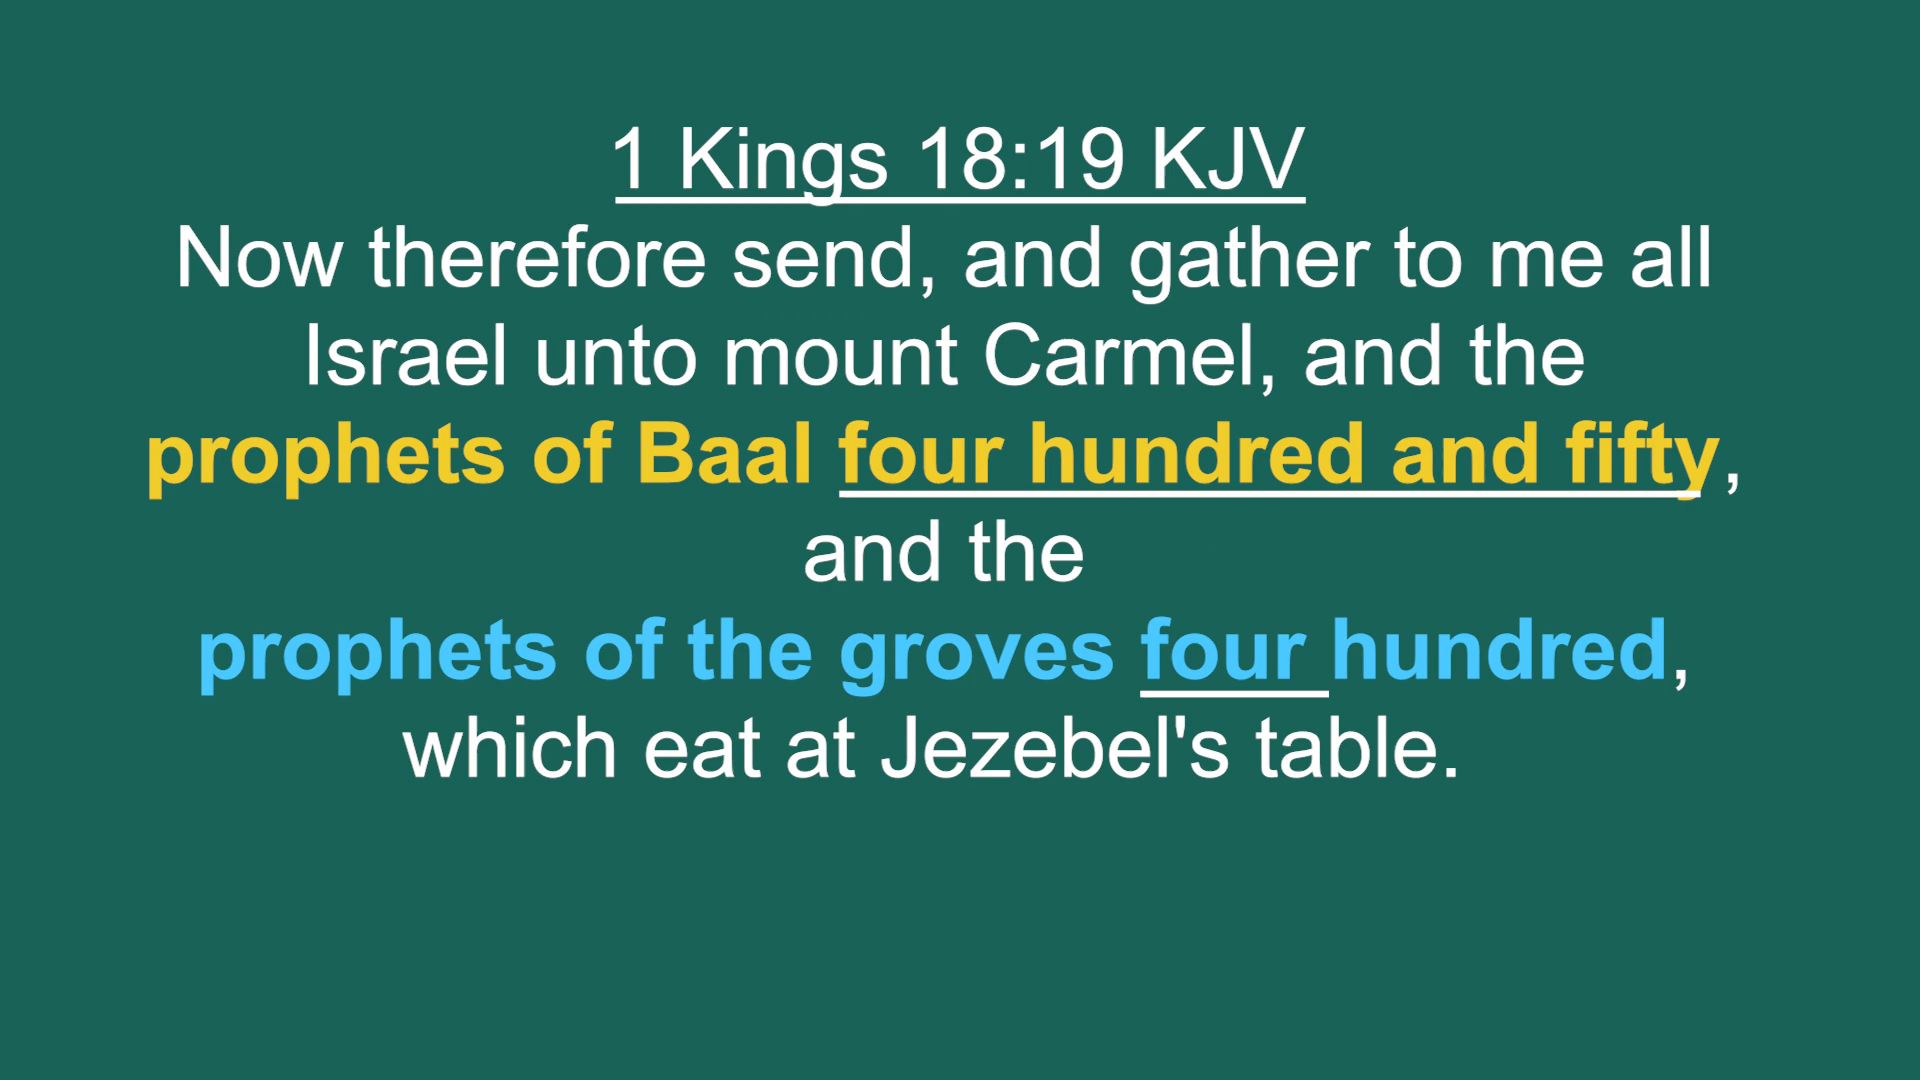 1 Kings 18:19 KJV
Now therefore send, and gather to me all
Israel unto mount Carmel, and the
prophets of Baal four hundred and fifty,
and the
prophets of the groves four hundred,
which eat at Jezebel's table.